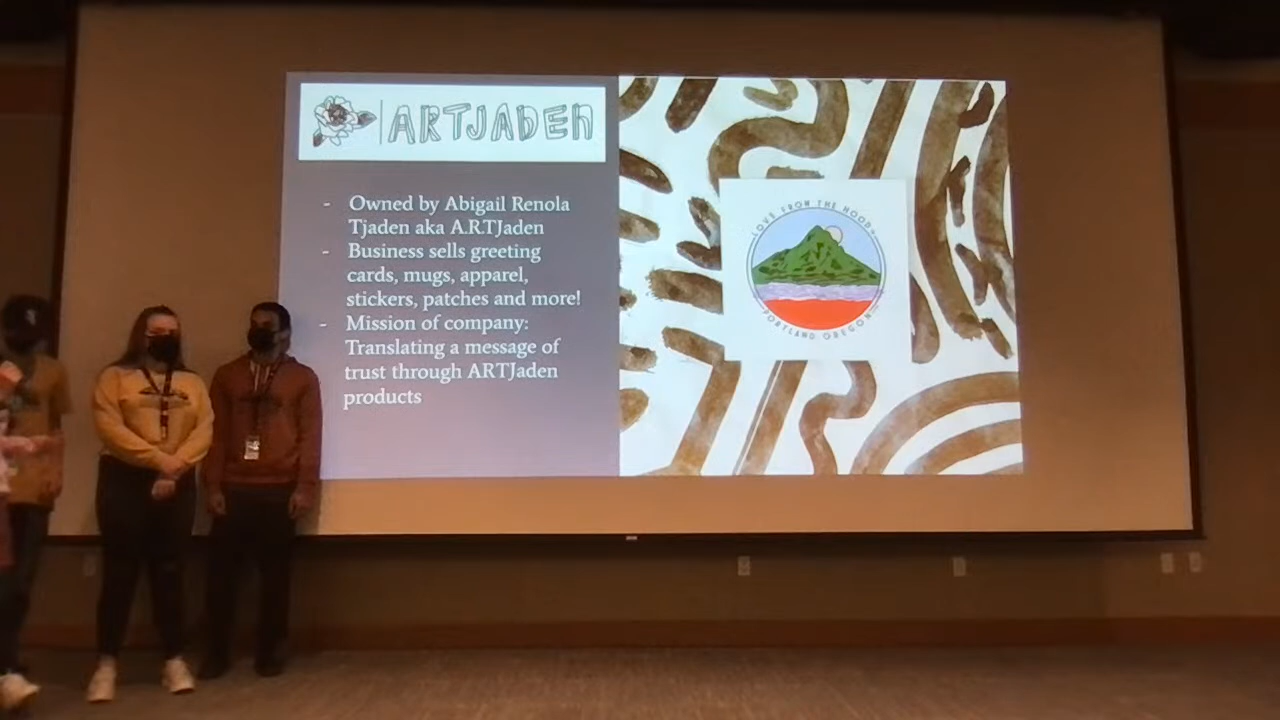 ARTJADEN
- Owned by Abigail Renola
Tjaden aka A.R.TJaden
- Business sells greeting
cards, mugs, apparel,
stickers, patches and more!
- Mission of company:
Translating a message of
trust through ARTJaden
products
LOVE FROM THE HOOD
PORTLAND OREGON